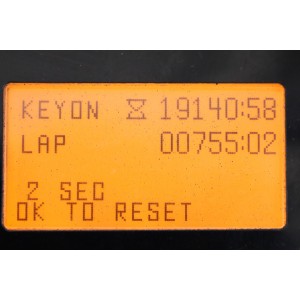 KEYON ⧖ 19140:58
LAP 00755:02
2 SEC
OK TO RESET